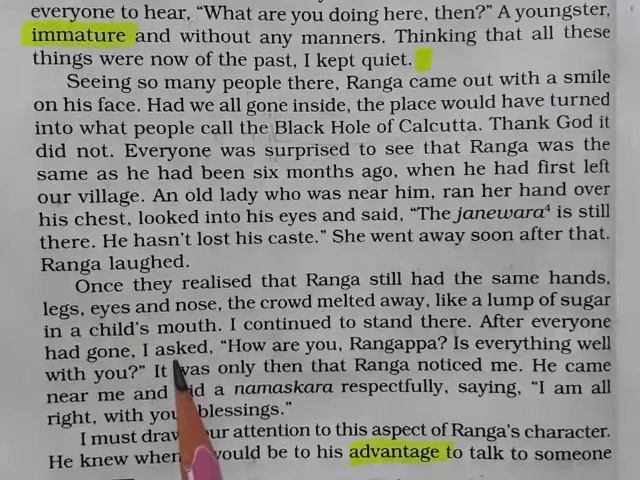 everyone to hear, “What are you doing here, then?” A youngster,
immature and without any manners. Thinking that all these
things were now of the past, I kept quiet.
Seeing so many people there, Ranga came out with a smile
on his face. Had we all gone inside, the place would have turned
into what people call the Black Hole of Calcutta. Thank God it
did not. Everyone was surprised to see that Ranga was the
same as he had been six months ago, when he had first left
our village. An old lady who was near him, ran her hand over
his chest, looked into his eyes and said, “The janewara⁴ is still
there. He hasn’t lost his caste.” She went away soon after that.
Ranga laughed.
Once they realised that Ranga still had the same hands,
legs, eyes and nose, the crowd melted away, like a lump of sugar
in a child’s mouth. I continued to stand there. After everyone
had gone, I asked, “How are you, Rangappa? Is everything well
with you?” It was only then that Ranga noticed me. He came
near me and did a namaskara respectfully, saying, “I am all
right, with your blessings.”
I must draw your attention to this aspect of Ranga’s character.
He knew when would be to his advantage to talk to someone